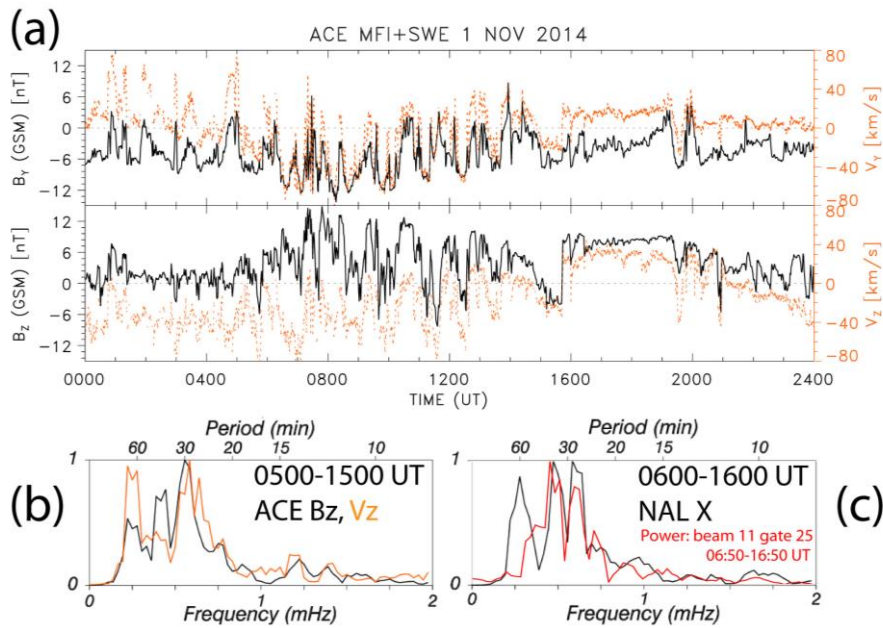 (a)
ACE MFI+SWE 1 NOV 2014
B_Y (GSM) [nT]
12
6
0
−6
−12
80
40
0
−40
−80
V_Y [km/s]
B_Z (GSM) [nT]
12
6
0
−6
−12
80
40
0
−40
−80
V_Z [km/s]
0000 0400 0800 1200 1600 2000 2400
TIME (UT)
(b)
Period (min)
60 30 20 15 10
1
0
0500-1500 UT
ACE Bz, Vz
0 1 2
Frequency (mHz)
(c)
Period (min)
60 30 20 15 10
1
0
0600-1600 UT
NAL X
Power: beam 11 gate 25
06:50-16:50 UT
0 1 2
Frequency (mHz)